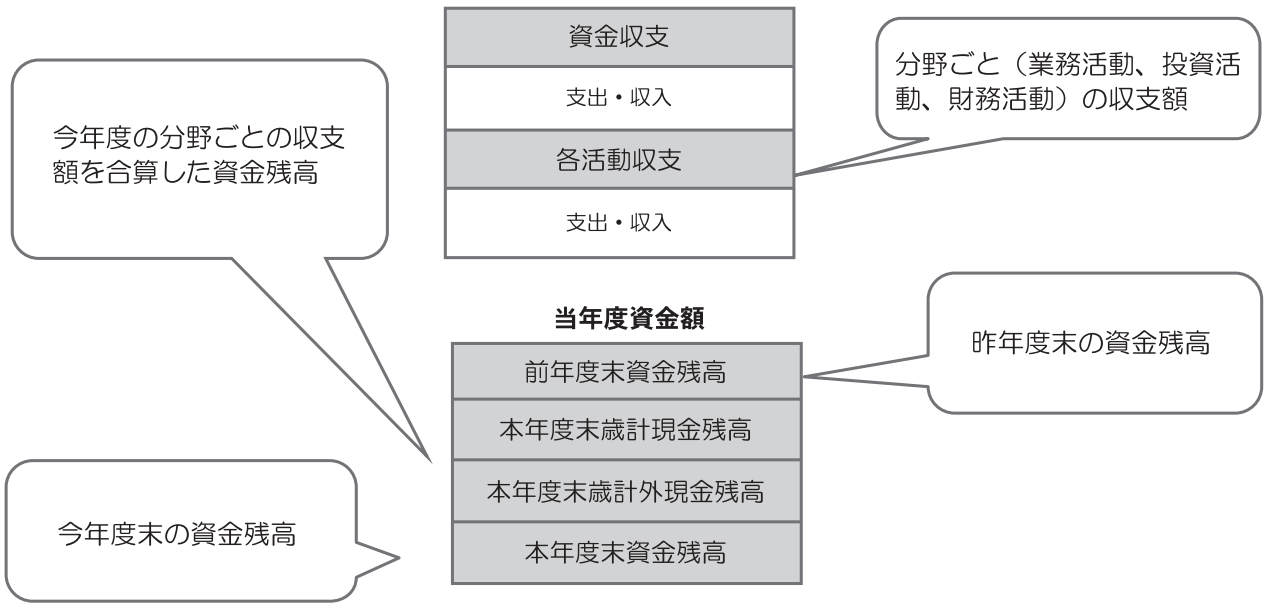 資金収支
支出・収入
各活動収支
支出・収入
分野ごと（業務活動、投資活
動、財務活動）の収支額
今年度の分野ごとの収支
額を合算した資金残高
当年度資金額
前年度末資金残高
本年度末歳計現金残高
本年度末歳計外現金残高
本年度末資金残高
昨年度末の資金残高
今年度末の資金残高